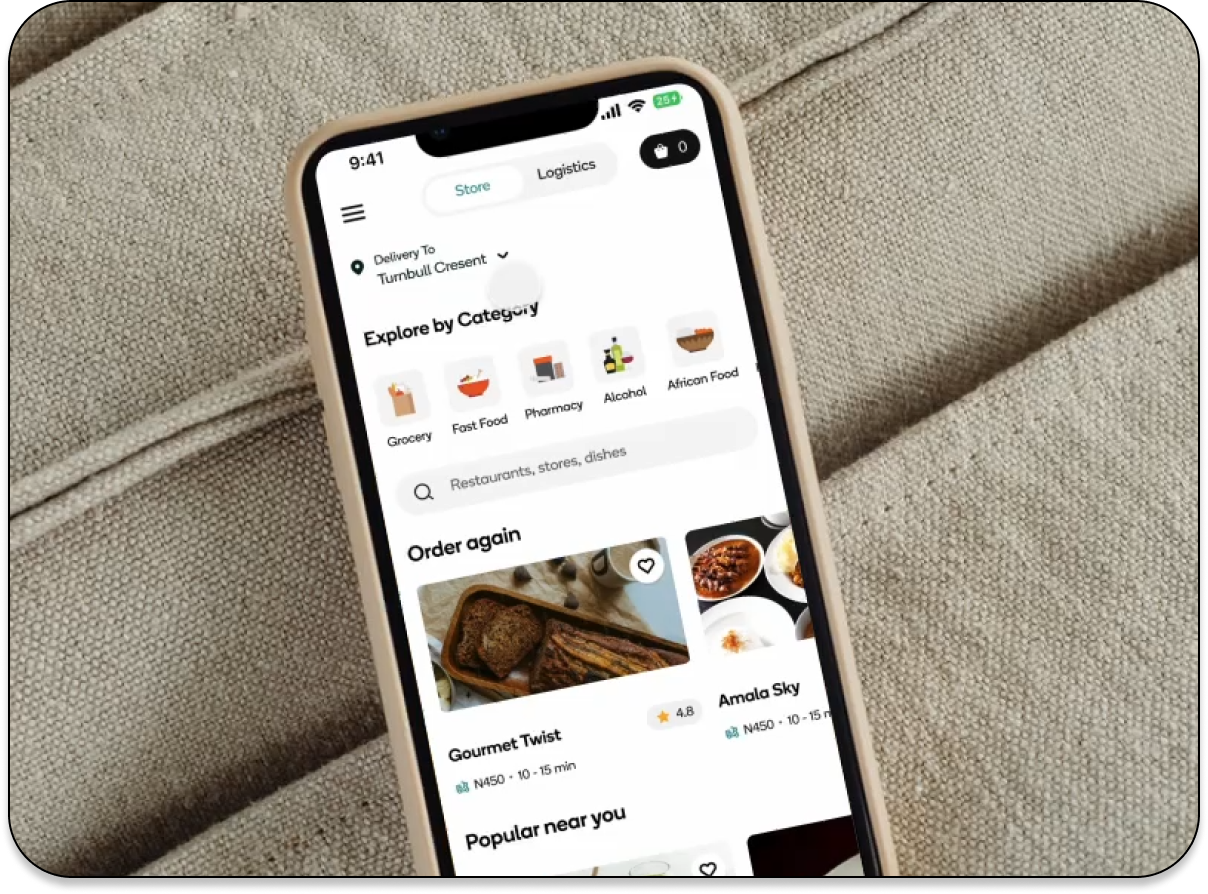 9:41
25
Store
Logistics
0
Delivery To
Turnbull Cresent
Explore by Category
Grocery
Fast Food
Pharmacy
Alcohol
African Food
Restaurants, stores, dishes
Order again
Gourmet Twist
4.8
N450 • 10 - 15 min
Amala Sky
N450 • 10 - 15 m
Popular near you